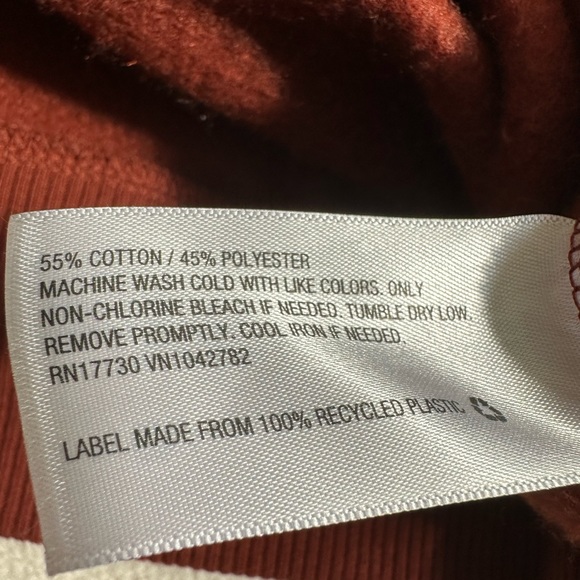 55% COTTON / 45% POLYESTER
MACHINE WASH COLD WITH LIKE COLORS. ONLY
NON-CHLORINE BLEACH IF NEEDED. TUMBLE DRY LOW.
REMOVE PROMPTLY. COOL IRON IF NEEDED.
RN17730 VN1042782
LABEL MADE FROM 100% RECYCLED PLASTIC